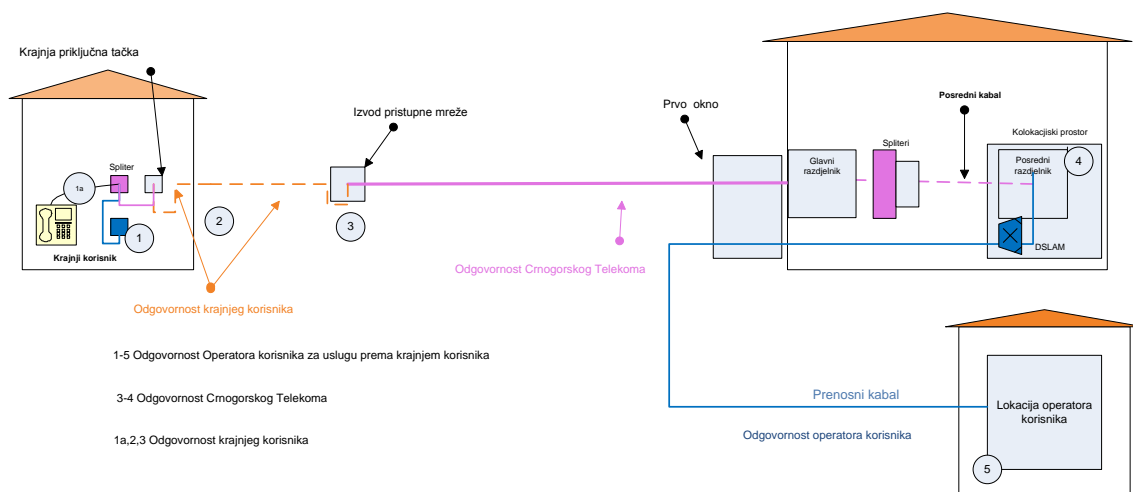 Krajnja priključna tačka
Izvod pristupne mreže
Prvo okno
Posredni kabal
Kolokacjiski prostor
Spliteri
Glavni
razdjelnik
Posredni
razdjelnik
4
Spliter
1a
2
3
1
Krajnji korisnik
DSLAM
Odgovornost Crnogorskog Telekoma
Odgovornost krajnjeg korisnika
1-5 Odgovornost Operatora korisnika za uslugu prema krajnjem korisnika
3-4 Odgovornost Crnogorskog Telekoma
1a,2,3 Odgovornost krajnjeg korisnika
Prenosni kabal
Odgovornost operatora korisnika
Lokacija operatora
korisnika
5